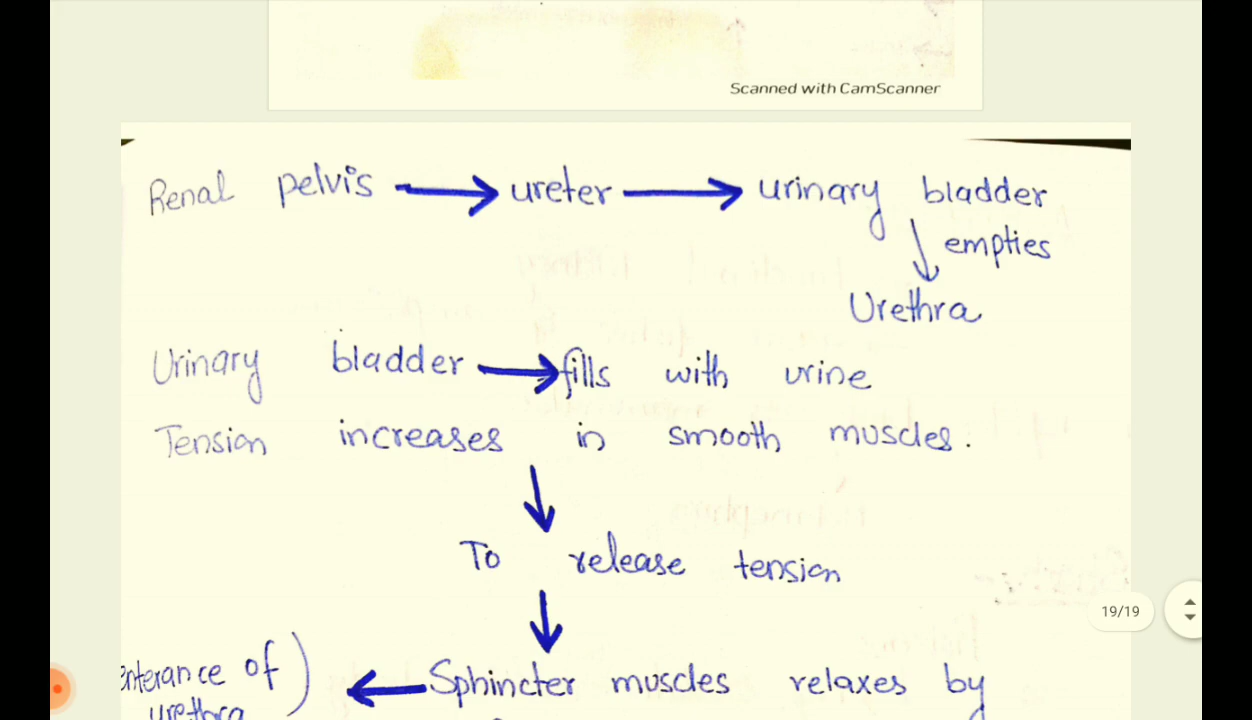 Scanned with CamScanner
Renal pelvis → ureter → urinary bladder
↓ empties
Urethra
Urinary bladder → fills with urine
Tension increases in smooth muscles.
↓
To release tension
↓
19/19
enterance of) ← Sphincter muscles relaxes by
urethra